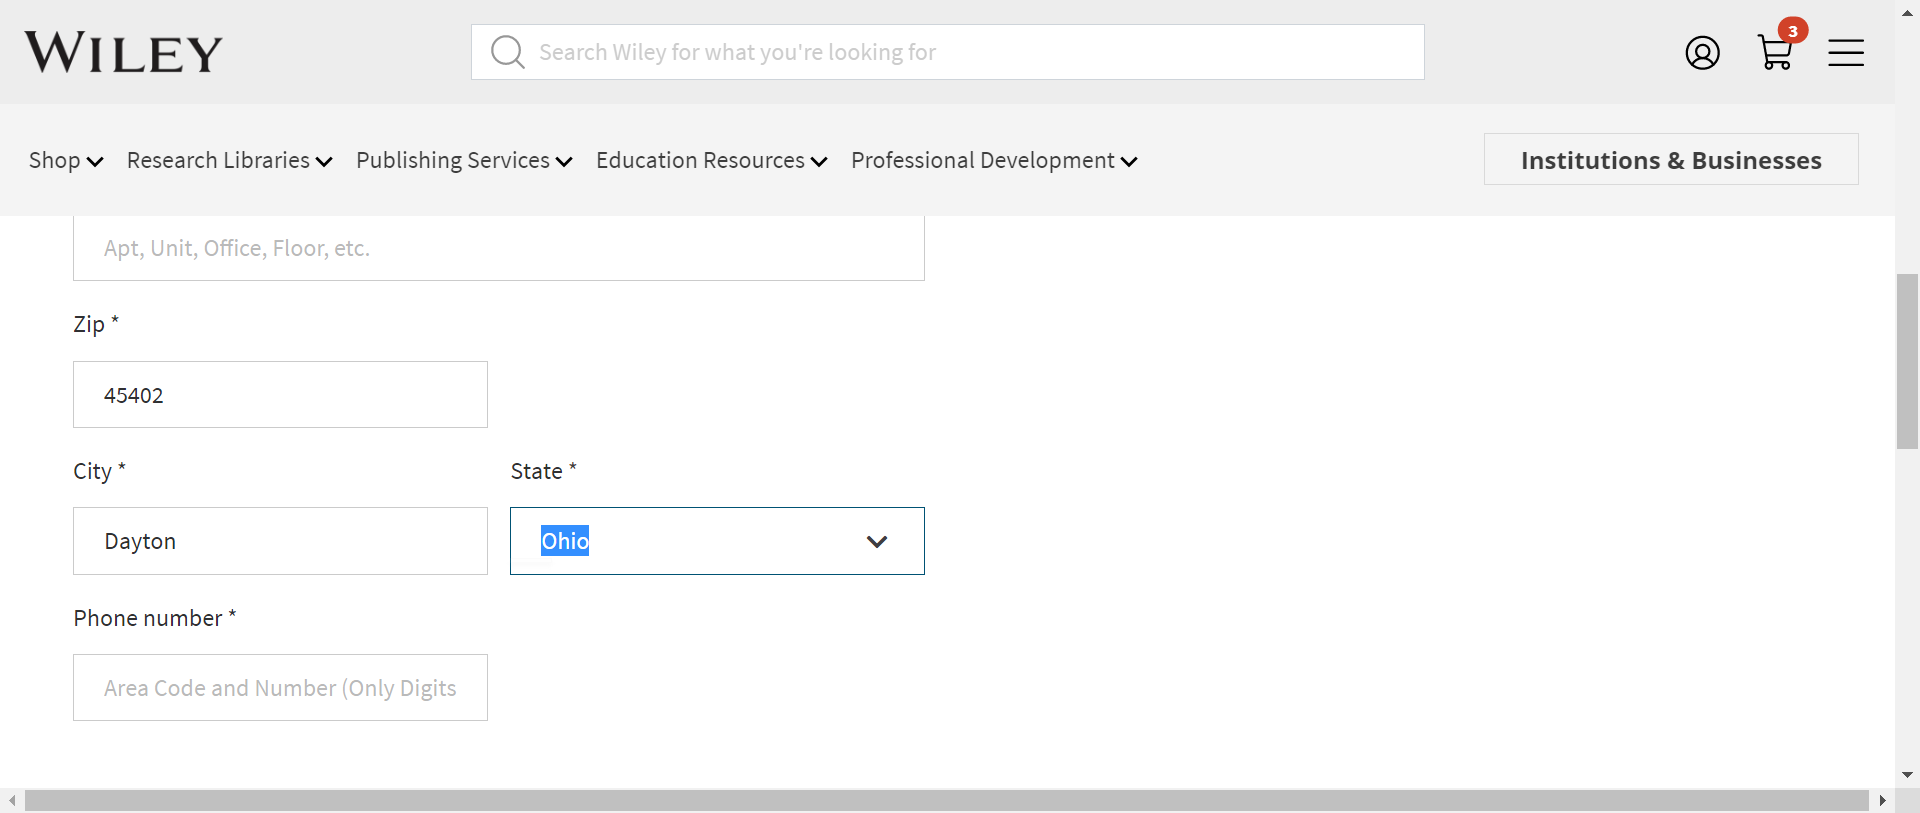 WILEY
Search Wiley for what you're looking for
3
Shop Research Libraries Publishing Services Education Resources Professional Development
Institutions & Businesses
Apt, Unit, Office, Floor, etc.
Zip *
45402
City * State *
Dayton Ohio
Phone number *
Area Code and Number (Only Digits